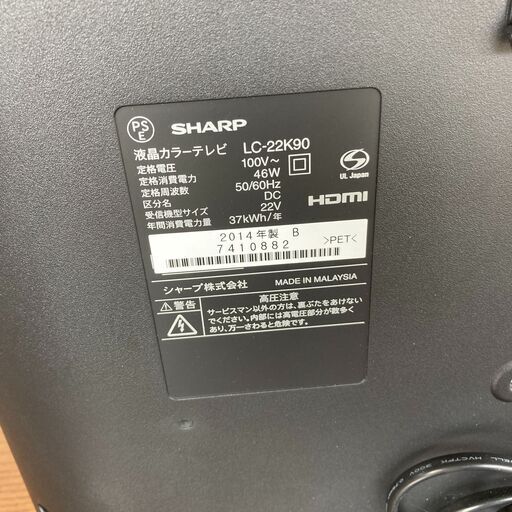 PS
E
SHARP
液晶カラーテレビ LC-22K90
定格電圧 100V～
定格消費電力 46W
定格周波数 50/60Hz
区分名 DC
受信機型サイズ 22V
年間消費電力量 37kWh/年
S
UL Japan
HDMI
2014年製 B
7410882
>PET<
シャープ株式会社 MADE IN MALAYSIA
警告
高圧注意
サービスマン以外の方は、裏ぶたをあけない
でください。内部には高電圧部分が数多く
あり、万一さわると危険です。